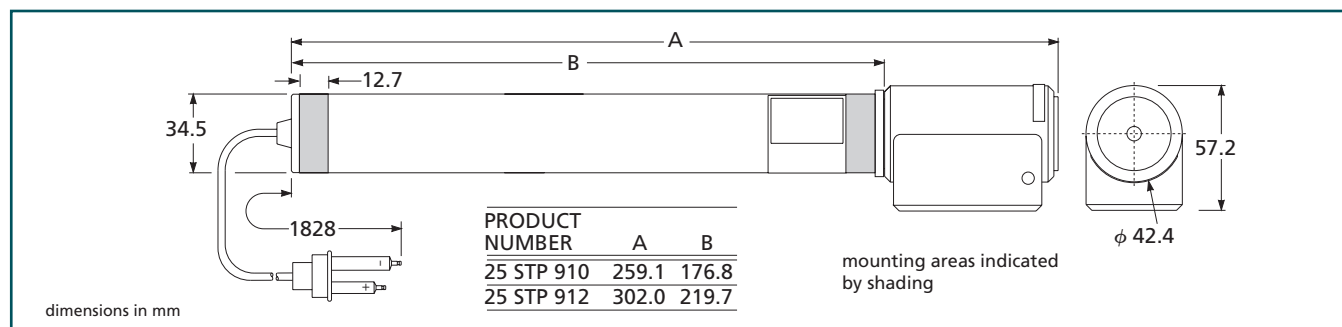 A
B
12.7
34.5
57.2
1828
ϕ 42.4
-
+
PRODUCT
NUMBER A B
25 STP 910 259.1 176.8
25 STP 912 302.0 219.7
mounting areas indicated
by shading
dimensions in mm